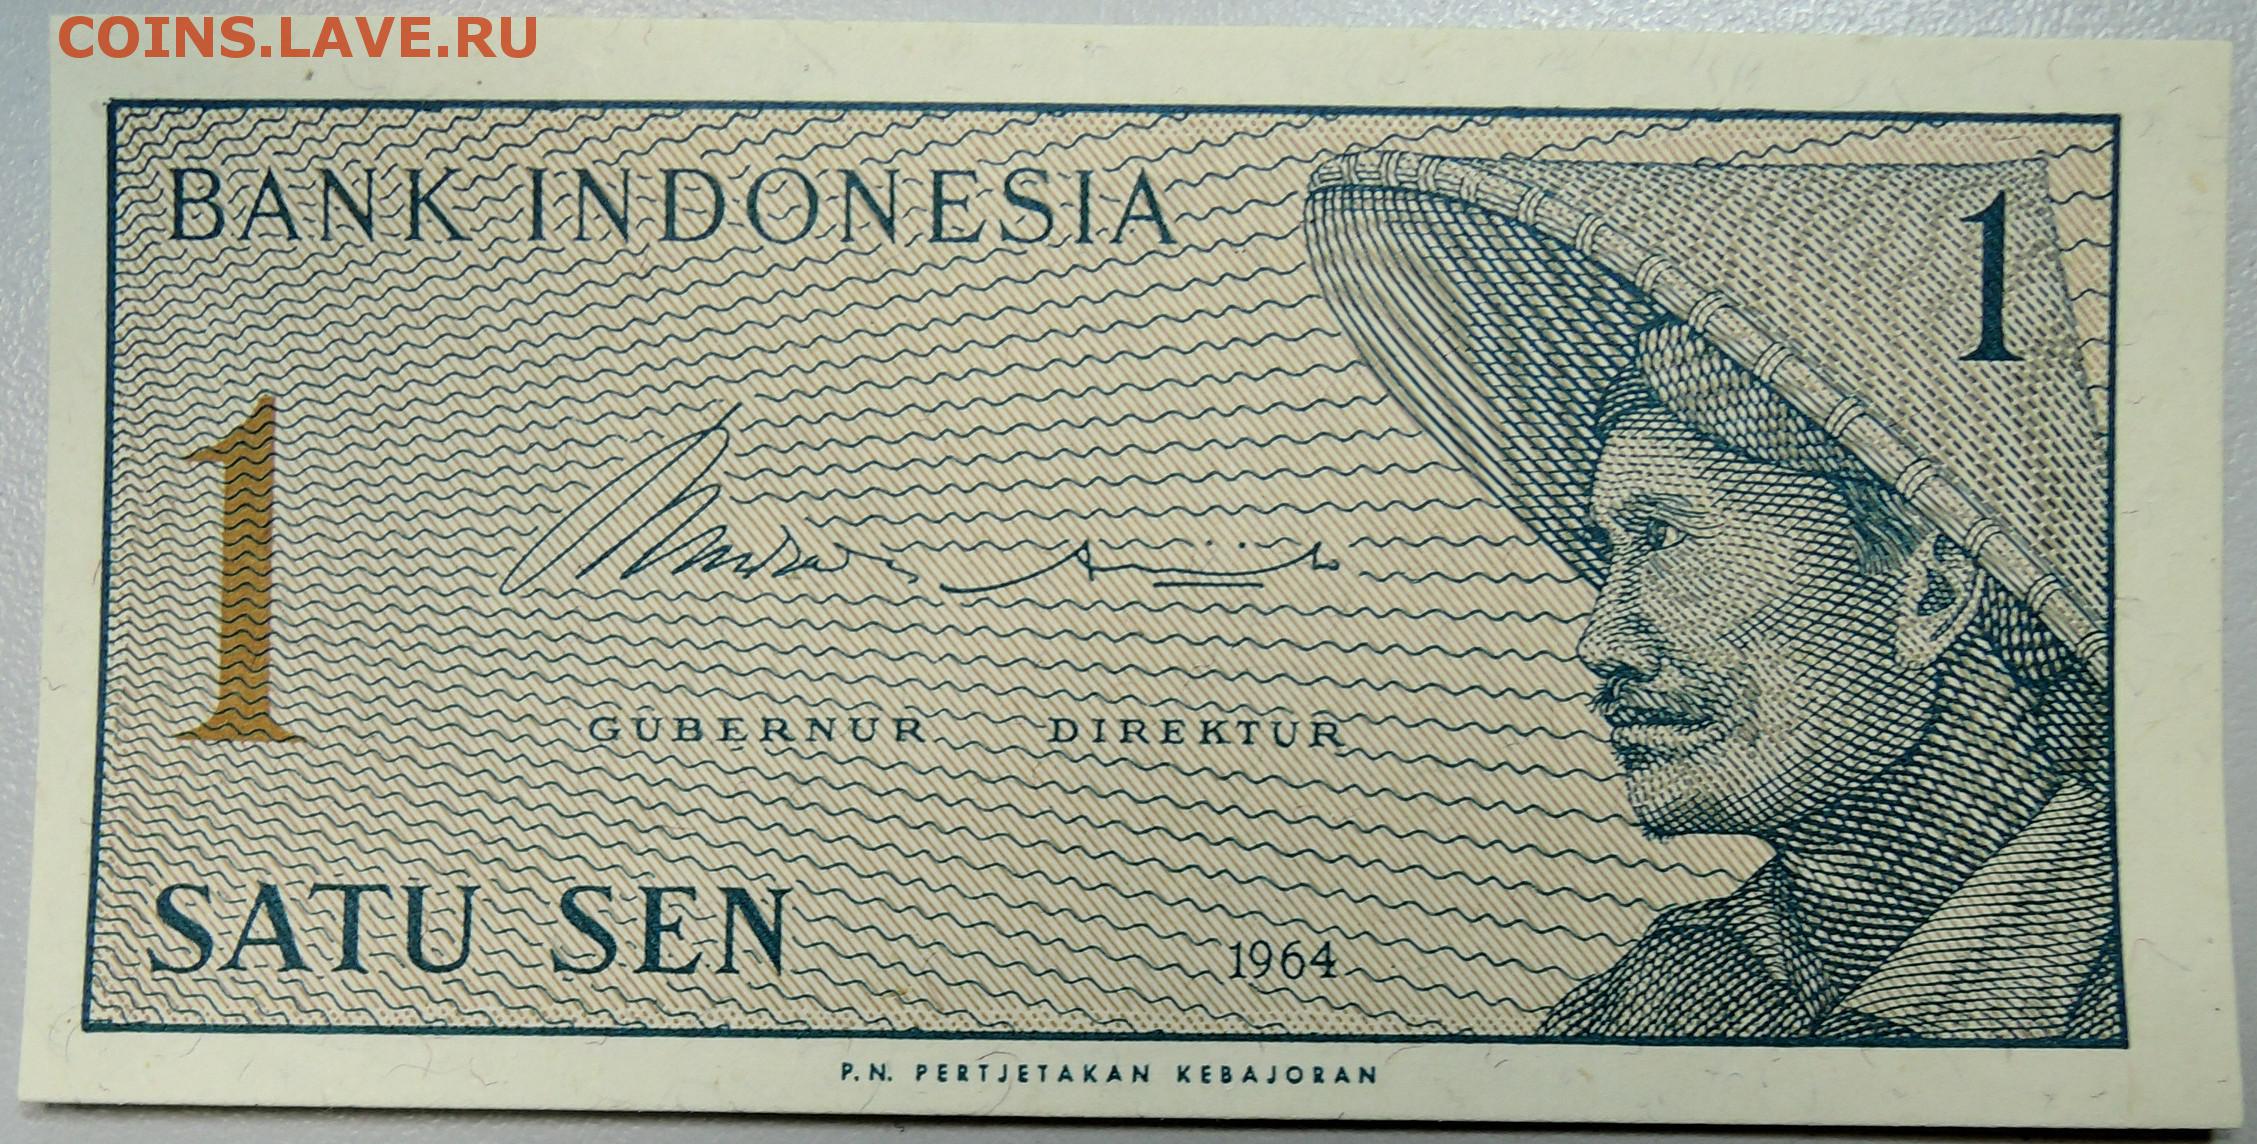 COINS.LAVE.RU
BANK INDONESIA
1
1
GUBERNUR DIREKTUR
SATU SEN
1964
P.N. PERTJETAKAN KEBAJORAN